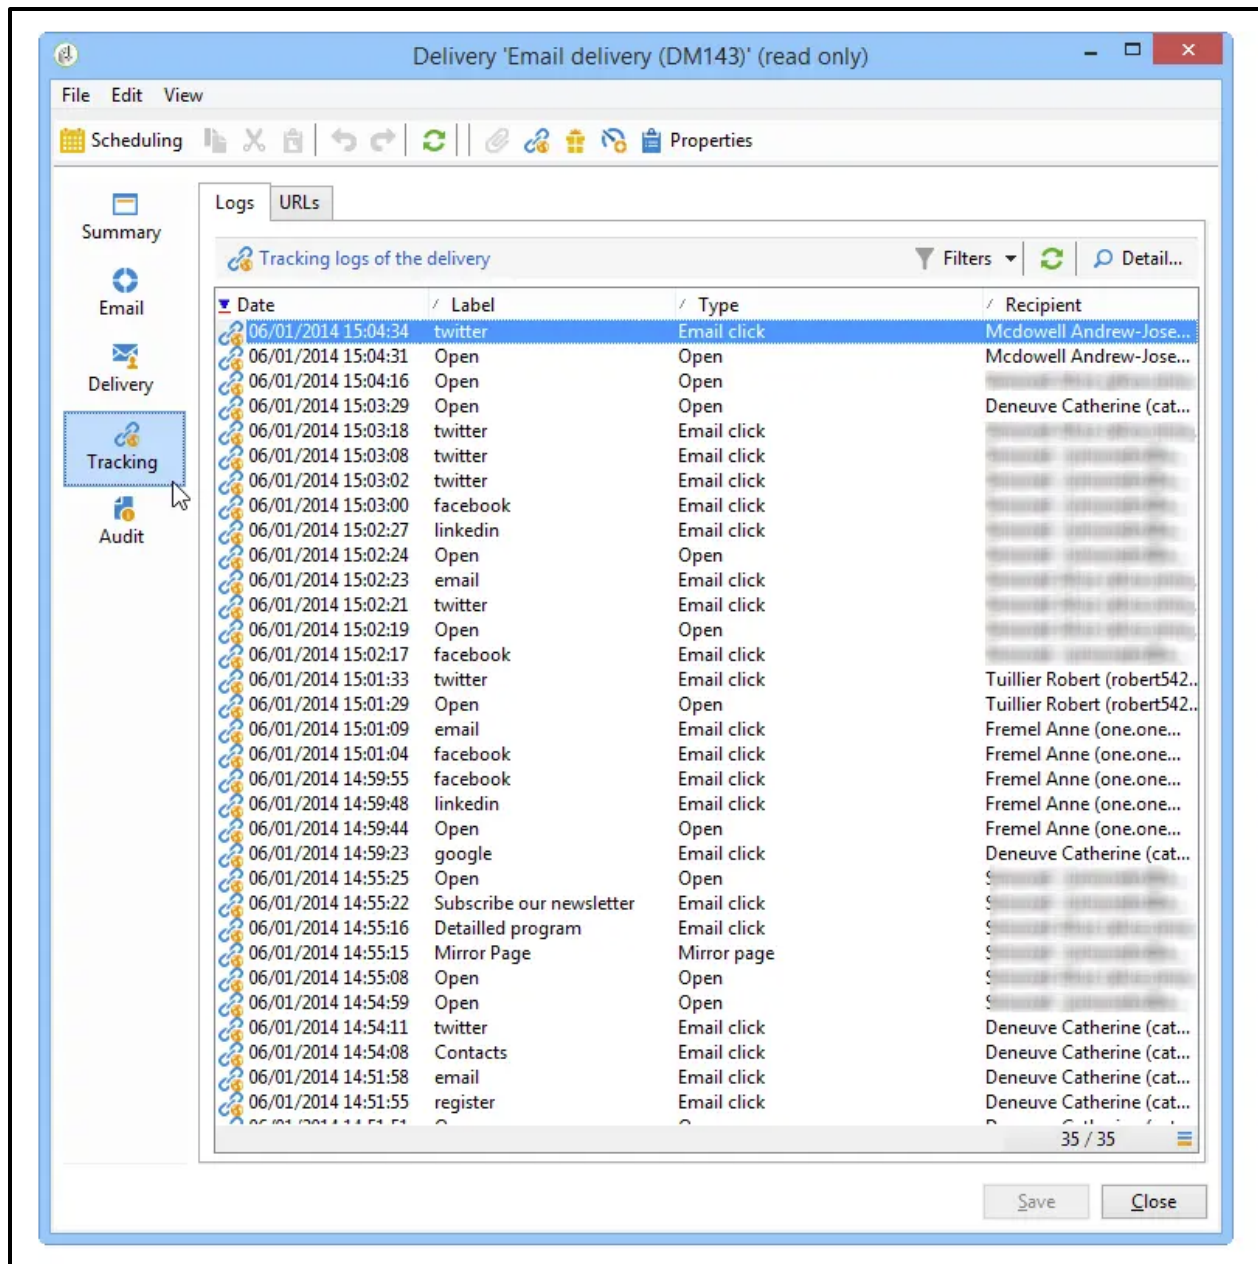 Delivery 'Email delivery (DM143)' (read only)
File Edit View
Scheduling Properties
Summary
Email
Delivery
Tracking
Audit
Logs URLs
Tracking logs of the delivery Filters Detail...
Date Label Type Recipient
06/01/2014 15:04:34 twitter Email click Mcdowell Andrew-Jose...
06/01/2014 15:04:31 Open Open Mcdowell Andrew-Jose...
06/01/2014 15:04:16 Open Open
06/01/2014 15:03:29 Open Open Deneuve Catherine (cat...
06/01/2014 15:03:18 twitter Email click
06/01/2014 15:03:08 twitter Email click
06/01/2014 15:03:02 twitter Email click
06/01/2014 15:03:00 facebook Email click
06/01/2014 15:02:27 linkedin Email click
06/01/2014 15:02:24 Open Open
06/01/2014 15:02:23 email Email click
06/01/2014 15:02:21 twitter Email click
06/01/2014 15:02:19 Open Open
06/01/2014 15:02:17 facebook Email click
06/01/2014 15:01:33 twitter Email click Tuillier Robert (robert542..
06/01/2014 15:01:29 Open Open Tuillier Robert (robert542..
06/01/2014 15:01:09 email Email click Fremel Anne (one.one...
06/01/2014 15:01:04 facebook Email click Fremel Anne (one.one...
06/01/2014 14:59:55 facebook Email click Fremel Anne (one.one...
06/01/2014 14:59:48 linkedin Email click Fremel Anne (one.one...
06/01/2014 14:59:44 Open Open Fremel Anne (one.one...
06/01/2014 14:59:23 google Email click Deneuve Catherine (cat...
06/01/2014 14:55:25 Open Open
06/01/2014 14:55:22 Subscribe our newsletter Email click
06/01/2014 14:55:16 Detailled program Email click
06/01/2014 14:55:15 Mirror Page Mirror page
06/01/2014 14:55:08 Open Open
06/01/2014 14:54:59 Open Open
06/01/2014 14:54:11 twitter Email click Deneuve Catherine (cat...
06/01/2014 14:54:08 Contacts Email click Deneuve Catherine (cat...
06/01/2014 14:51:58 email Email click Deneuve Catherine (cat...
06/01/2014 14:51:55 register Email click Deneuve Catherine (cat...
35 / 35
Save Close